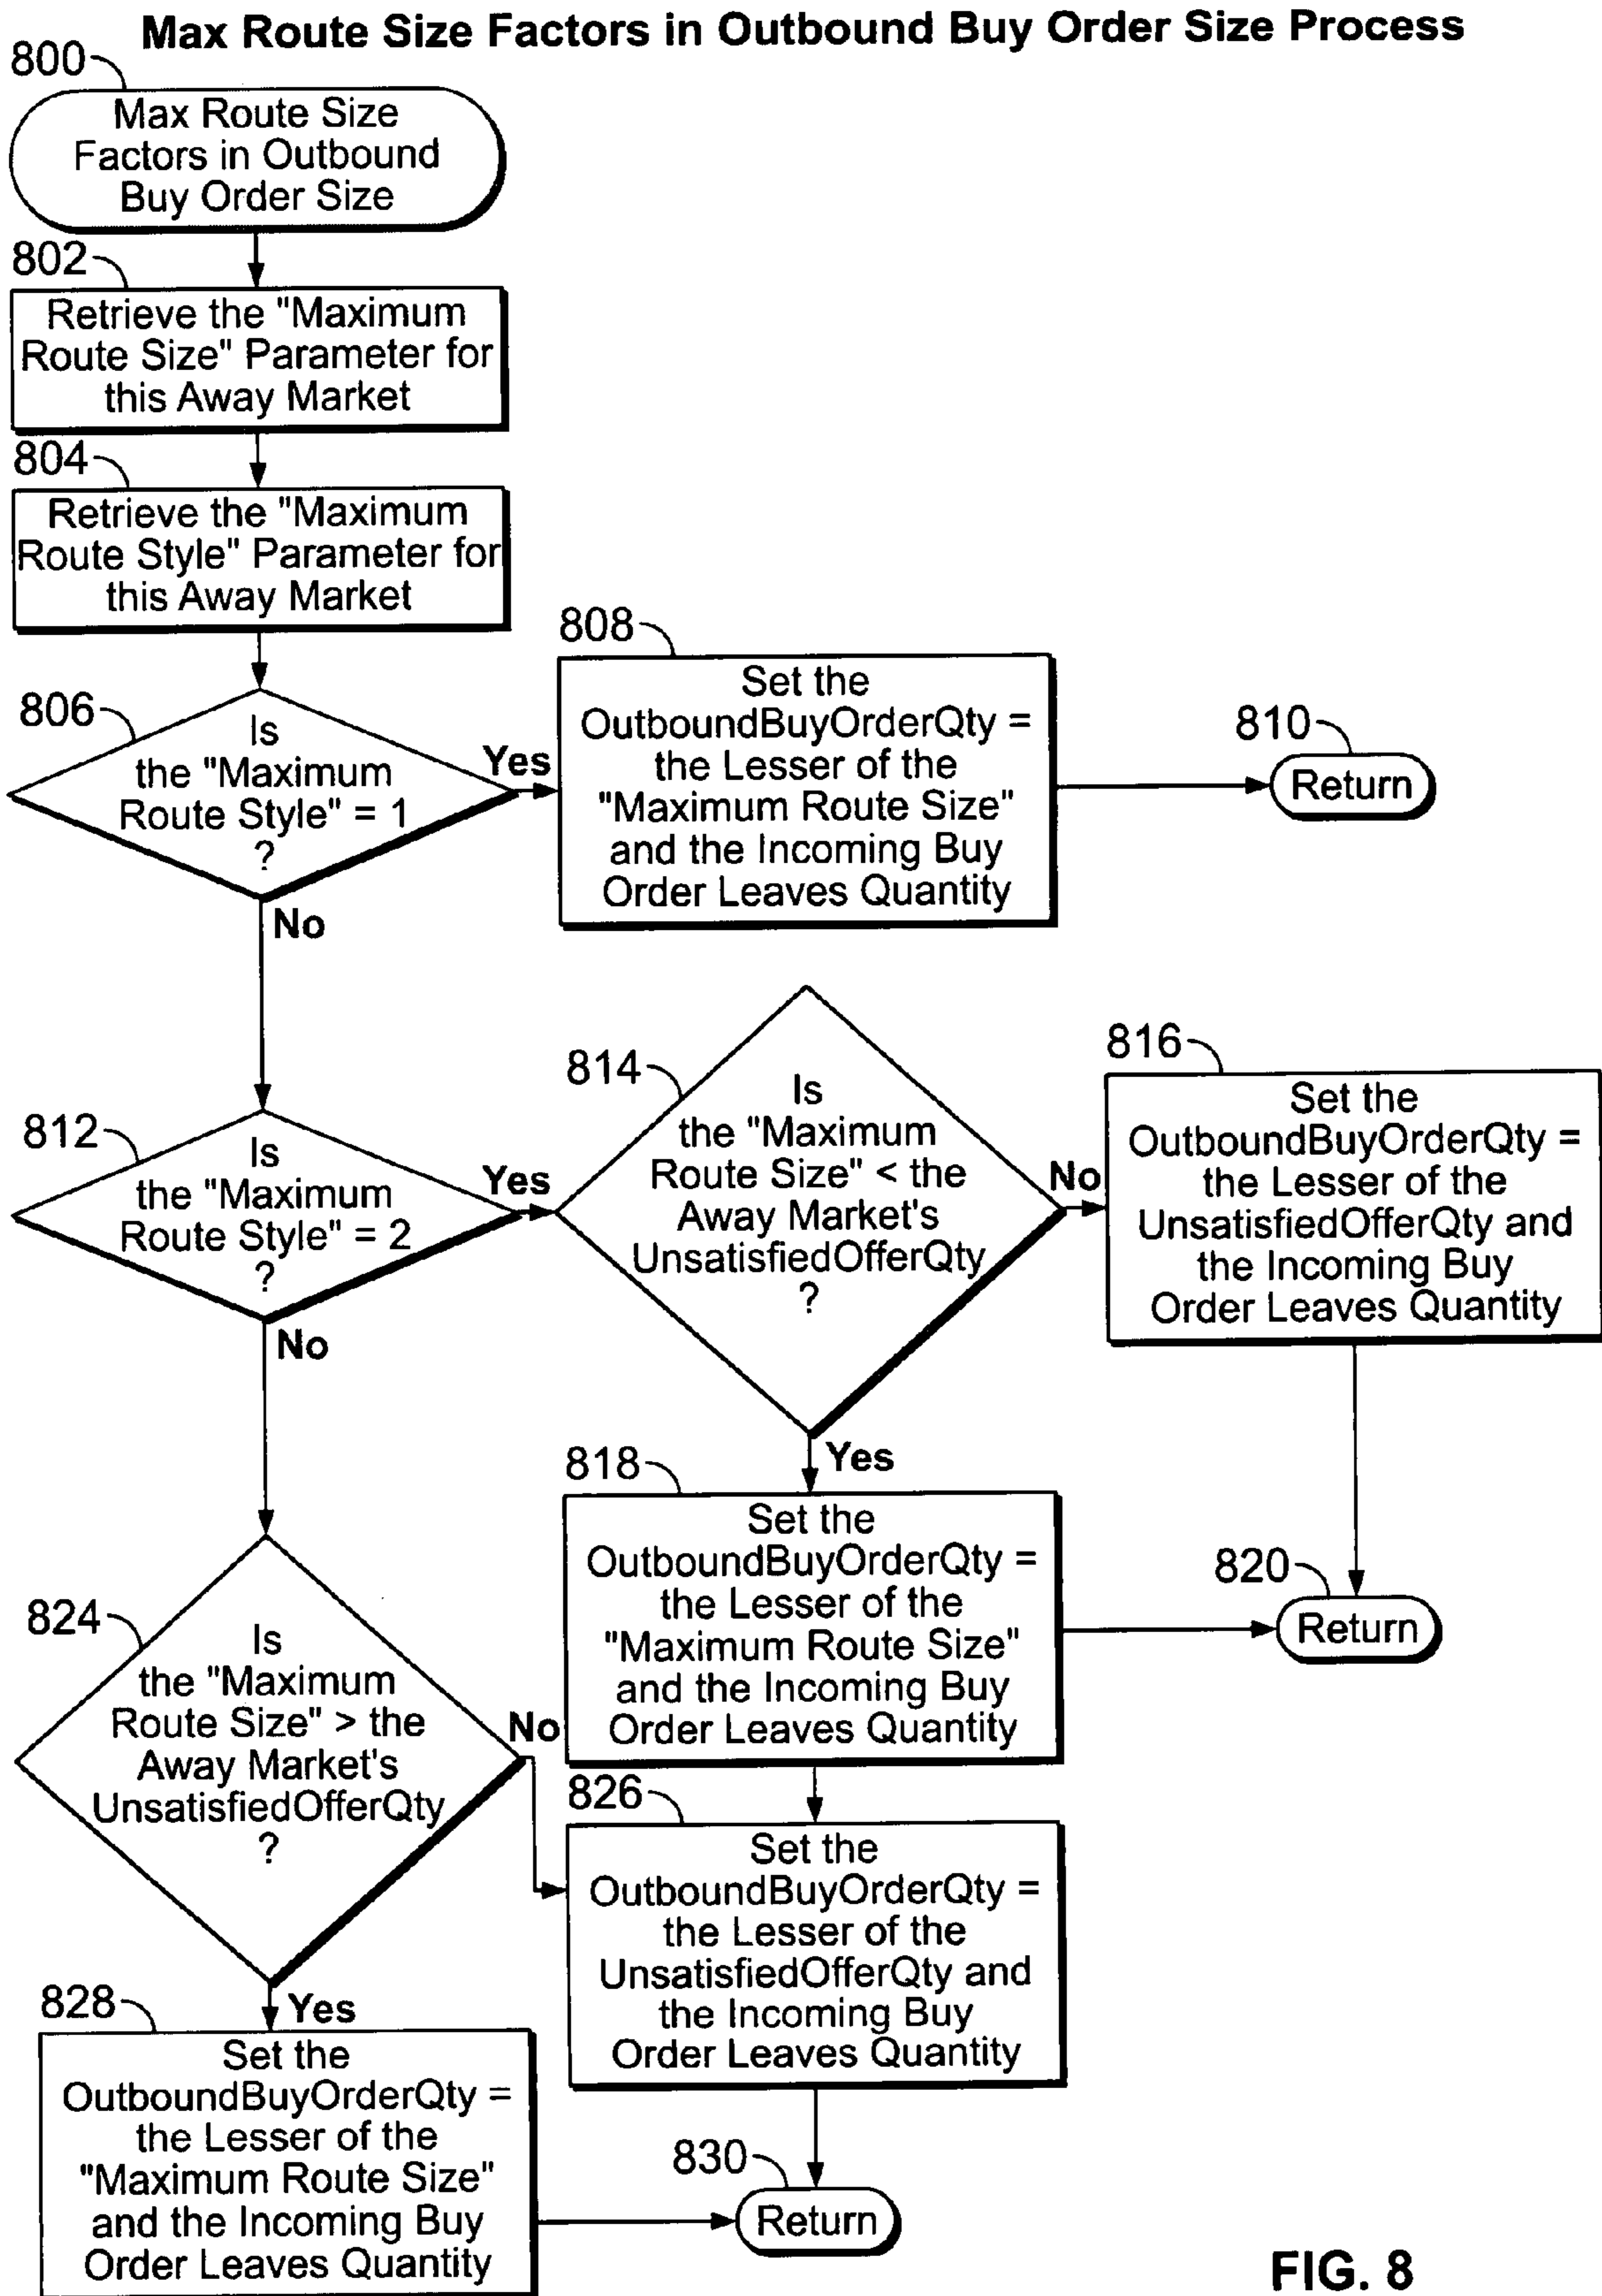 Max Route Size Factors in Outbound Buy Order Size Process
800
Max Route Size
Factors in Outbound
Buy Order Size
802
Retrieve the "Maximum
Route Size" Parameter for
this Away Market
804
Retrieve the "Maximum
Route Style" Parameter for
this Away Market
806
Is
the "Maximum
Route Style" = 1
?
Yes
No
808
Set the
OutboundBuyOrderQty =
the Lesser of the
"Maximum Route Size"
and the Incoming Buy
Order Leaves Quantity
810
Return
812
Is
the "Maximum
Route Style" = 2
?
Yes
No
814
Is
the "Maximum
Route Size" < the
Away Market's
UnsatisfiedOfferQty
?
No
Yes
816
Set the
OutboundBuyOrderQty =
the Lesser of the
UnsatisfiedOfferQty and
the Incoming Buy
Order Leaves Quantity
818
Set the
OutboundBuyOrderQty =
the Lesser of the
"Maximum Route Size"
and the Incoming Buy
Order Leaves Quantity
820
Return
824
Is
the "Maximum
Route Size" > the
Away Market's
UnsatisfiedOfferQty
?
No
Yes
826
Set the
OutboundBuyOrderQty =
the Lesser of the
UnsatisfiedOfferQty and
the Incoming Buy
Order Leaves Quantity
828
Set the
OutboundBuyOrderQty =
the Lesser of the
"Maximum Route Size"
and the Incoming Buy
Order Leaves Quantity
830
Return
FIG. 8